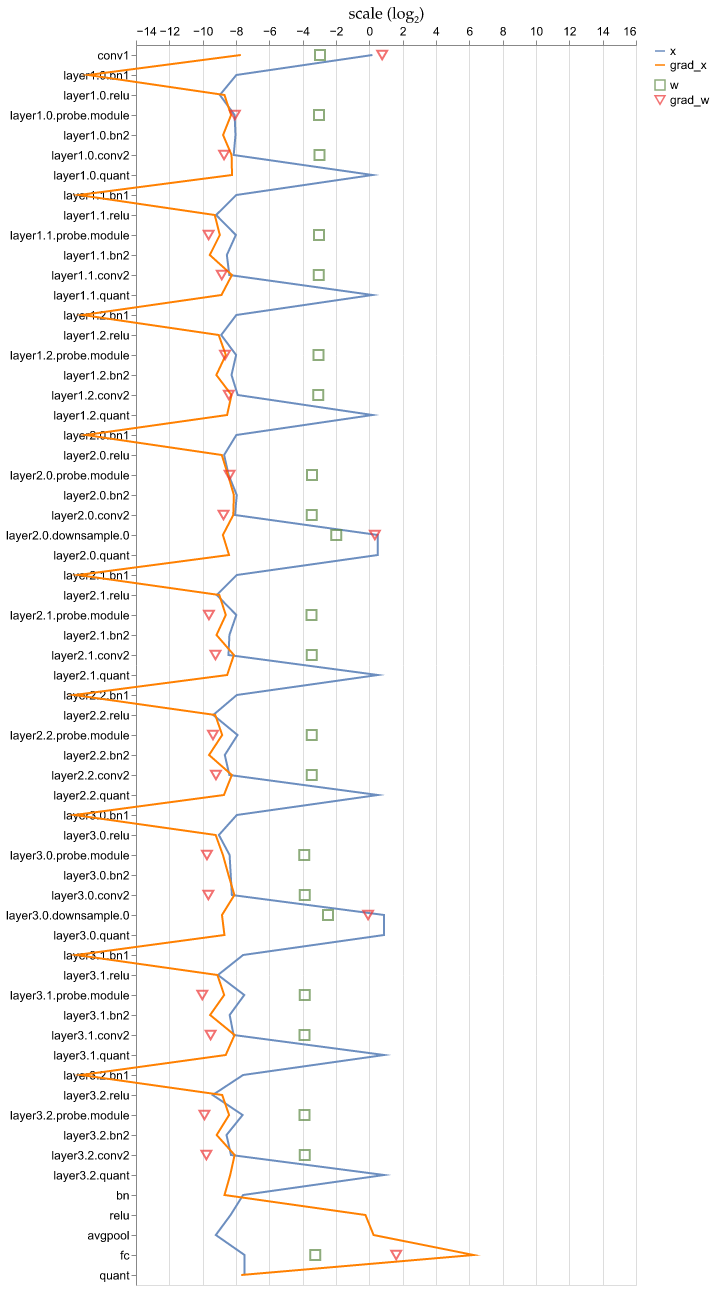 scale (log2)
−14 −12 −10 −8 −6 −4 −2 0 2 4 6 8 10 12 14 16
x
grad_x
w
grad_w
conv1
layer1.0.bn1
layer1.0.relu
layer1.0.probe.module
layer1.0.bn2
layer1.0.conv2
layer1.0.quant
layer1.1.bn1
layer1.1.relu
layer1.1.probe.module
layer1.1.bn2
layer1.1.conv2
layer1.1.quant
layer1.2.bn1
layer1.2.relu
layer1.2.probe.module
layer1.2.bn2
layer1.2.conv2
layer1.2.quant
layer2.0.bn1
layer2.0.relu
layer2.0.probe.module
layer2.0.bn2
layer2.0.conv2
layer2.0.downsample.0
layer2.0.quant
layer2.1.bn1
layer2.1.relu
layer2.1.probe.module
layer2.1.bn2
layer2.1.conv2
layer2.1.quant
layer2.2.bn1
layer2.2.relu
layer2.2.probe.module
layer2.2.bn2
layer2.2.conv2
layer2.2.quant
layer3.0.bn1
layer3.0.relu
layer3.0.probe.module
layer3.0.bn2
layer3.0.conv2
layer3.0.downsample.0
layer3.0.quant
layer3.1.bn1
layer3.1.relu
layer3.1.probe.module
layer3.1.bn2
layer3.1.conv2
layer3.1.quant
layer3.2.bn1
layer3.2.relu
layer3.2.probe.module
layer3.2.bn2
layer3.2.conv2
layer3.2.quant
bn
relu
avgpool
fc
quant